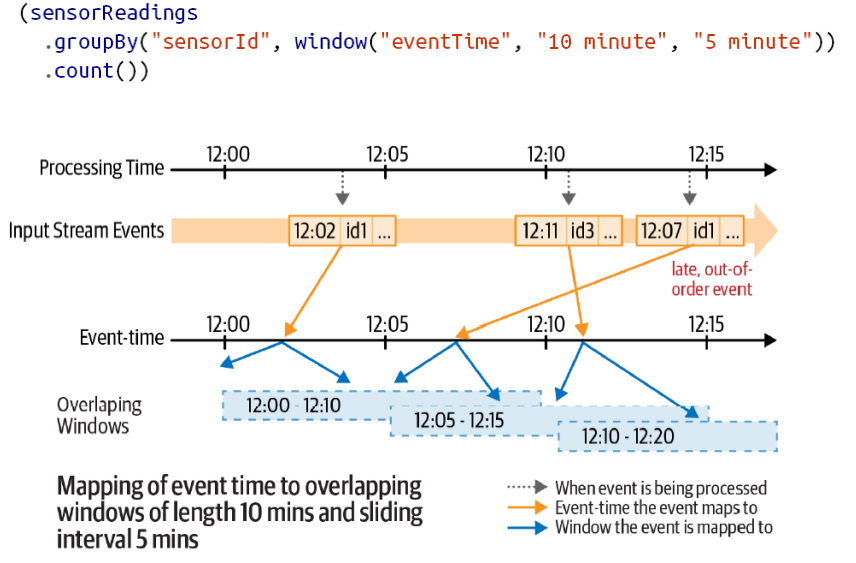 (sensorReadings
.groupBy("sensorId", window("eventTime", "10 minute", "5 minute"))
.count())
12:00 12:05 12:10 12:15
Processing Time
Input Stream Events 12:02 id1 ... 12:11 id3 ... 12:07 id1 ...
late, out-of-
order event
12:00 12:05 12:10 12:15
Event-time
Overlaping
Windows
12:00 - 12:10
12:05 - 12:15
12:10 - 12:20
Mapping of event time to overlapping
windows of length 10 mins and sliding
interval 5 mins
When event is being processed
Event-time the event maps to
Window the event is mapped to